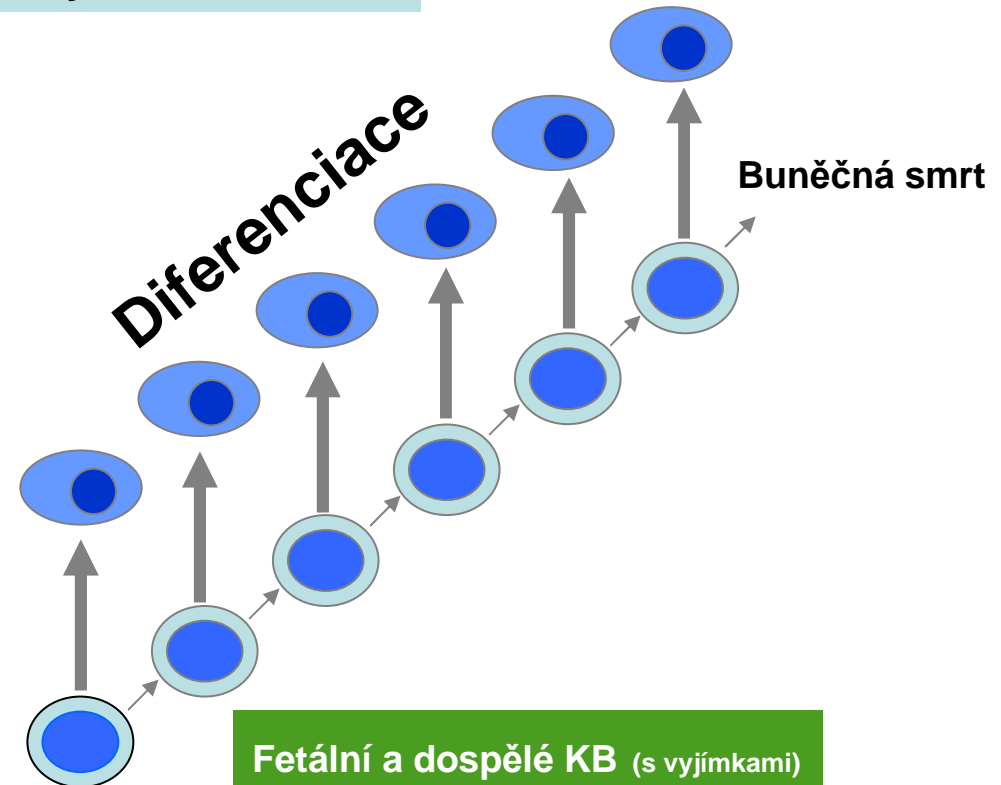 Diferenciace
Buněčná smrt
Fetální a dospělé KB (s vyjímkami)